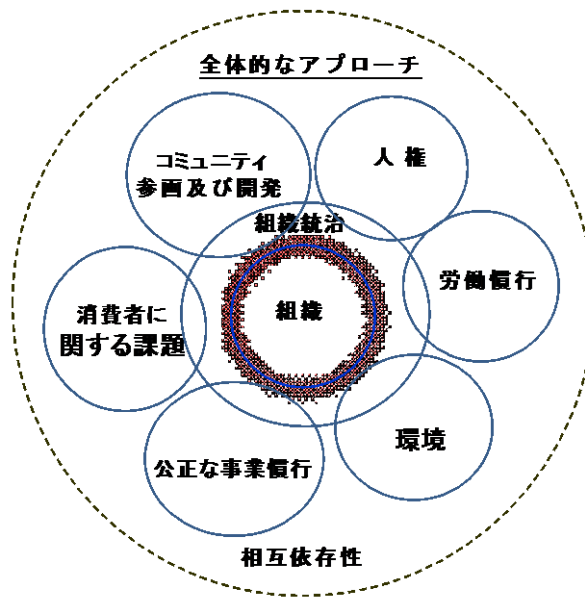 全体的なアプローチ
コミュニティ
参画及び開発
人権
組織統治
労働慣行
組織
消費者に
関する課題
環境
公正な事業慣行
相互依存性